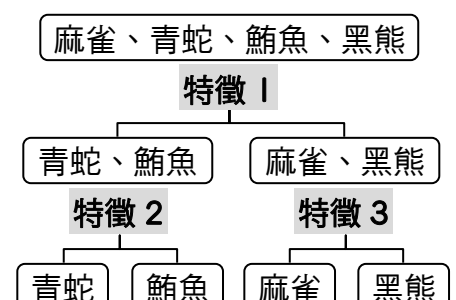 麻雀、青蛇、鮪魚、黑熊
特徵 1
青蛇、鮪魚 麻雀、黑熊
特徵 2 特徵 3
青蛇 鮪魚 麻雀 黑熊